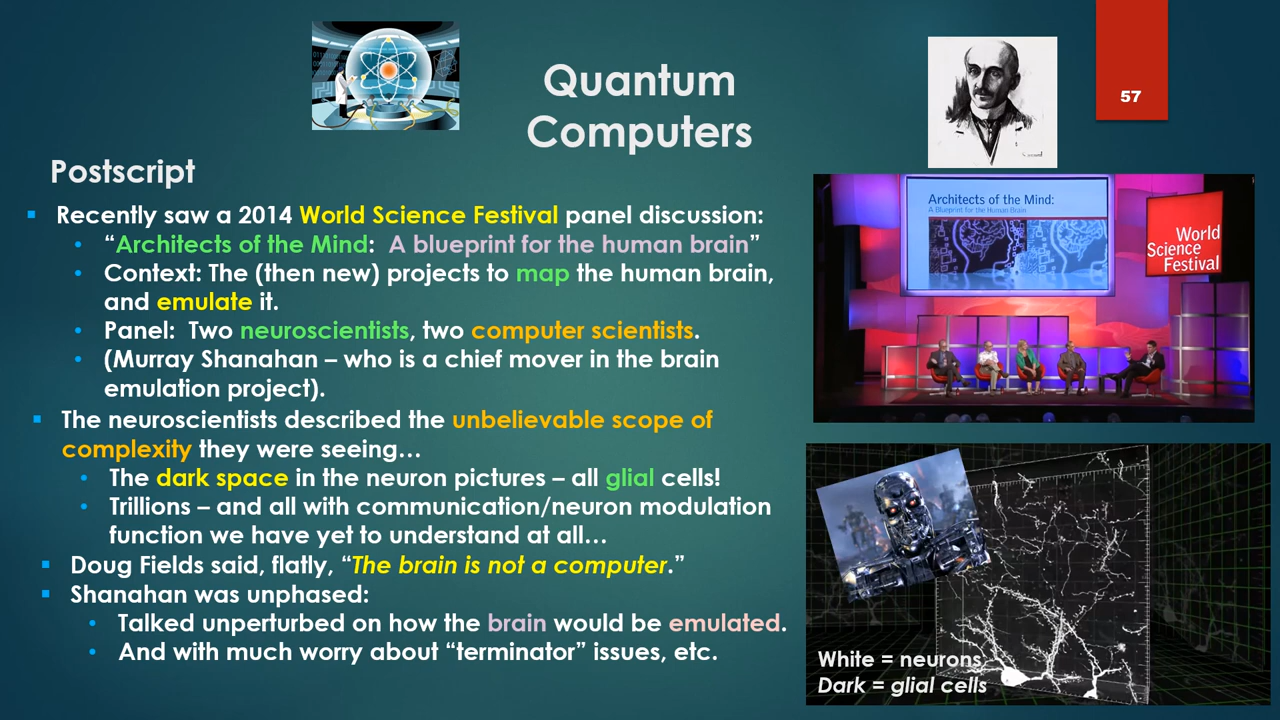 Quantum
Computers
57
Postscript
Recently saw a 2014 World Science Festival panel discussion:
“Architects of the Mind: A blueprint for the human brain”
Context: The (then new) projects to map the human brain,
and emulate it.
Panel: Two neuroscientists, two computer scientists.
(Murray Shanahan – who is a chief mover in the brain
emulation project).
The neuroscientists described the unbelievable scope of
complexity they were seeing…
The dark space in the neuron pictures – all glial cells!
Trillions – and all with communication/neuron modulation
function we have yet to understand at all…
Doug Fields said, flatly, “The brain is not a computer.”
Shanahan was unphased:
Talked unperturbed on how the brain would be emulated.
And with much worry about “terminator” issues, etc.
Architects of the Mind:
A Blueprint for the Human Brain
World
Science
Festival
White = neurons
Dark = glial cells